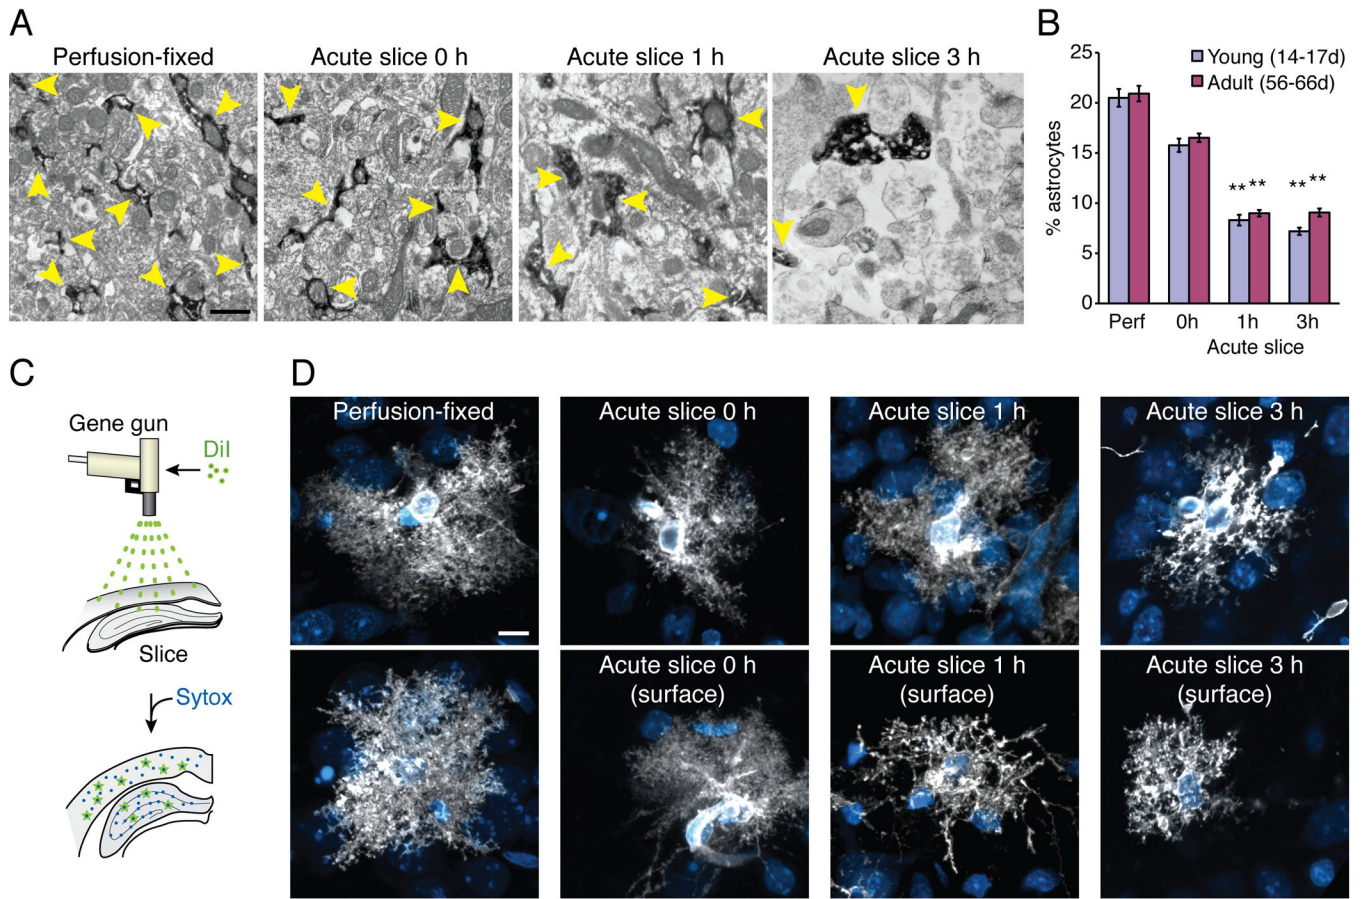 A
Perfusion-fixed
Acute slice 0 h
Acute slice 1 h
Acute slice 3 h
B
25
20
15
10
5
0
% astrocytes
Young (14-17d)
Adult (56-66d)
** **
** **
Perf
0h
1h
3h
Acute slice
C
Gene gun
DiI
Slice
Sytox
D
Perfusion-fixed
Acute slice 0 h
Acute slice 1 h
Acute slice 3 h
Acute slice 0 h
(surface)
Acute slice 1 h
(surface)
Acute slice 3 h
(surface)